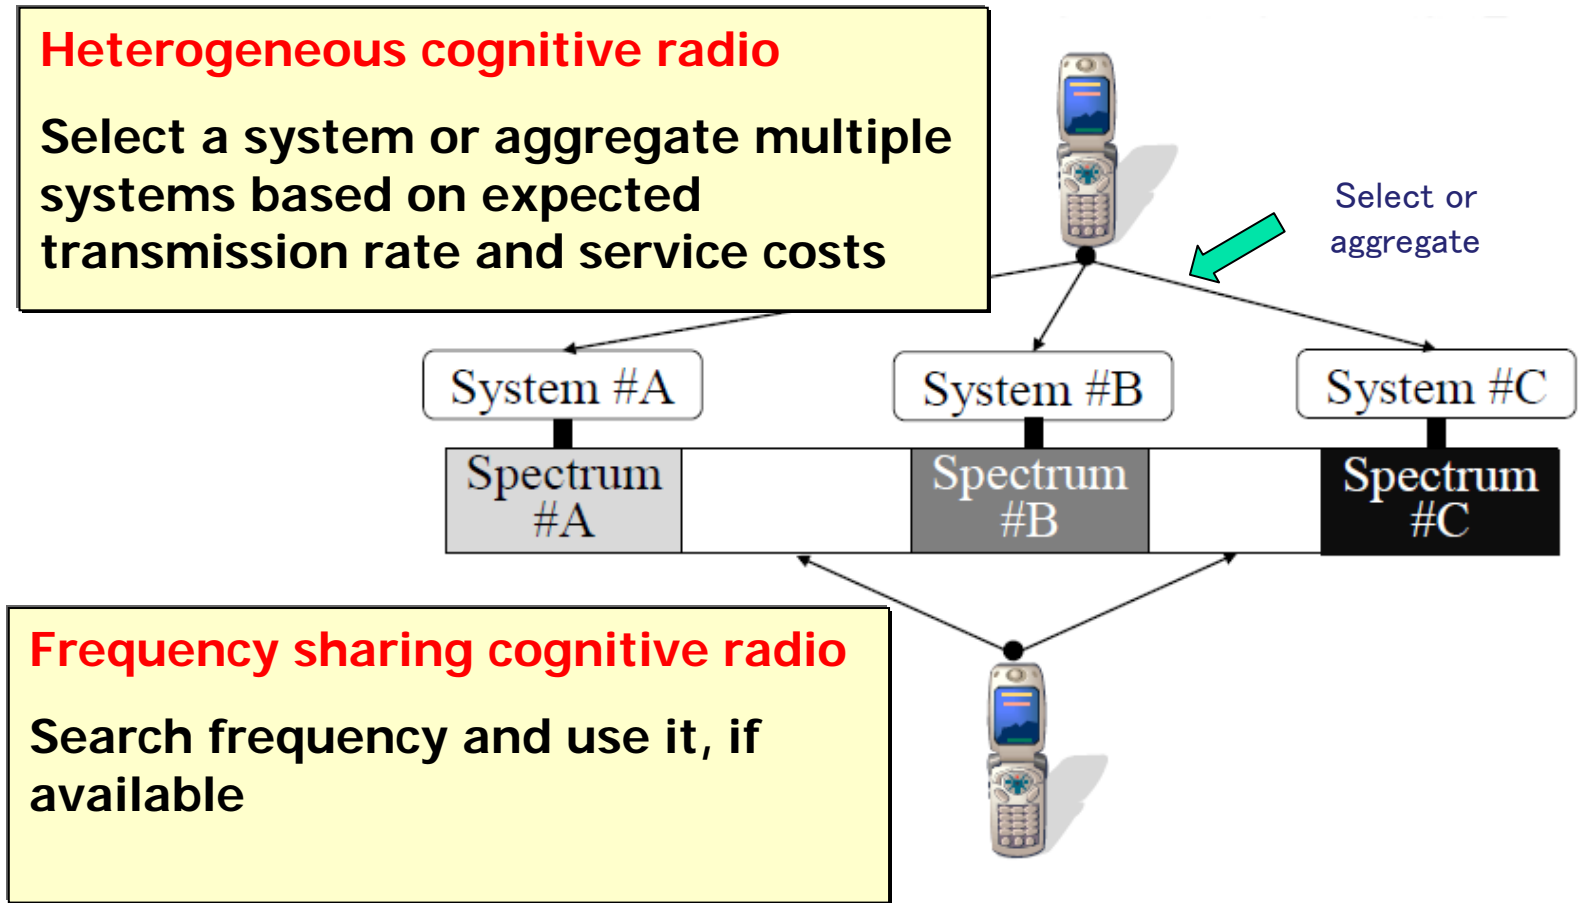 Heterogeneous cognitive radio
Select a system or aggregate multiple
systems based on expected
transmission rate and service costs
Select or
aggregate
System #A
System #B
System #C
Spectrum
#A
Spectrum
#B
Spectrum
#C
Frequency sharing cognitive radio
Search frequency and use it, if
available